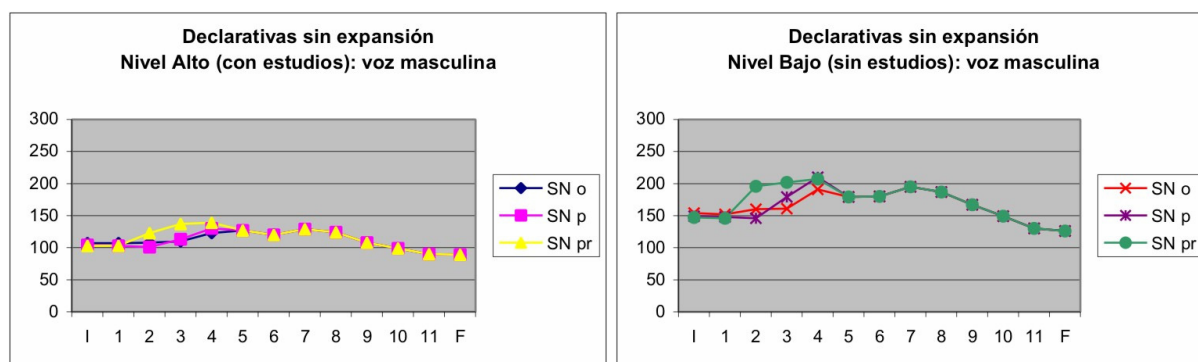 Declarativas sin expansión
Nivel Alto (con estudios): voz masculina
300
250
200
150
100
50
0
I 1 2 3 4 5 6 7 8 9 10 11 F
SN o
SN p
SN pr
Declarativas sin expansión
Nivel Bajo (sin estudios): voz masculina
300
250
200
150
100
50
0
I 1 2 3 4 5 6 7 8 9 10 11 F
SN o
SN p
SN pr